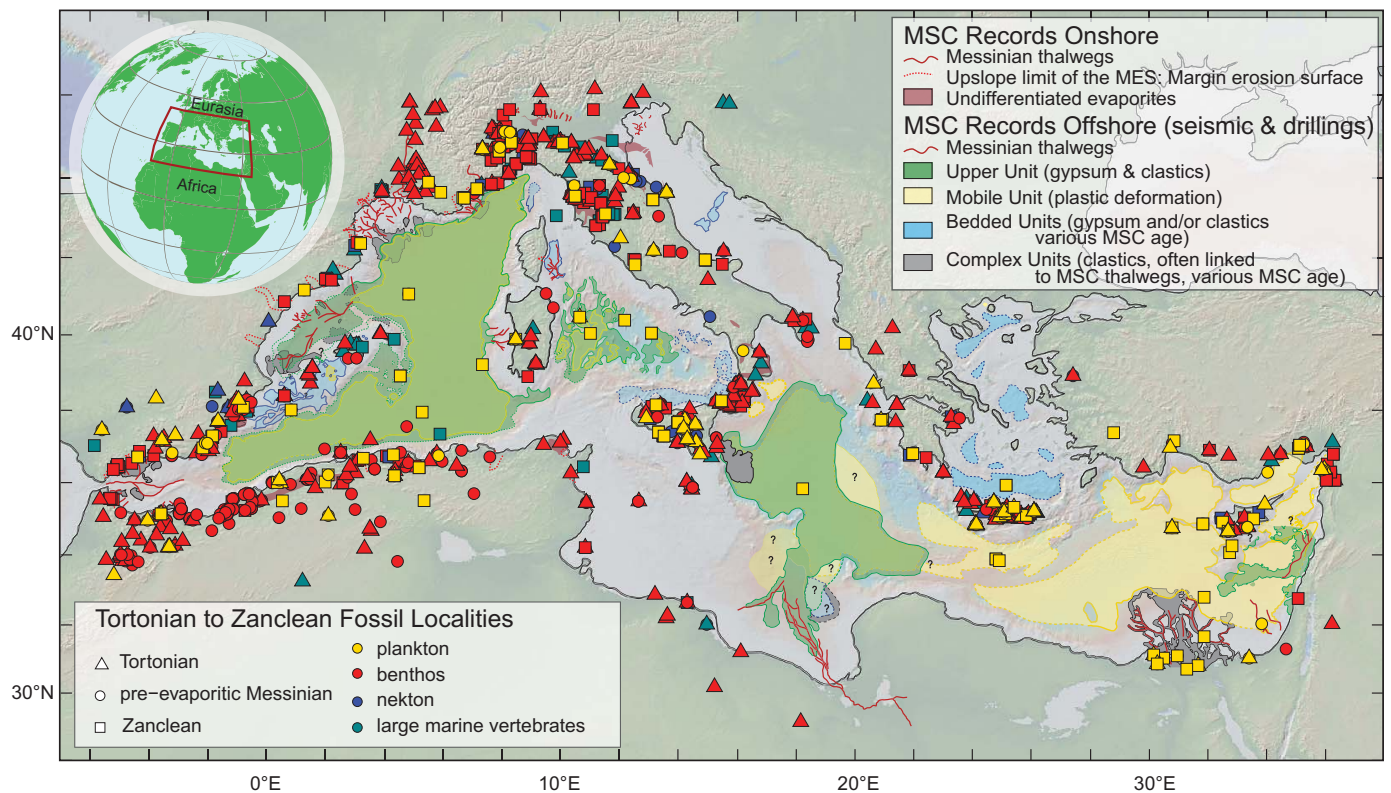 Eurasia
Africa
MSC Records Onshore
Messinian thalwegs
Upslope limit of the MES: Margin erosion surface
Undifferentiated evaporites
MSC Records Offshore (seismic & drillings)
Messinian thalwegs
Upper Unit (gypsum & clastics)
Mobile Unit (plastic deformation)
Bedded Units (gypsum and/or clastics
various MSC age)
Complex Units (clastics, often linked
to MSC thalwegs, various MSC age)
40°N
30°N
?
?
?
?
?
?
?
?
?
Tortonian to Zanclean Fossil Localities
Tortonian
pre−evaporitic Messinian
Zanclean
plankton
benthos
nekton
large marine vertebrates
0°E
10°E
20°E
30°E